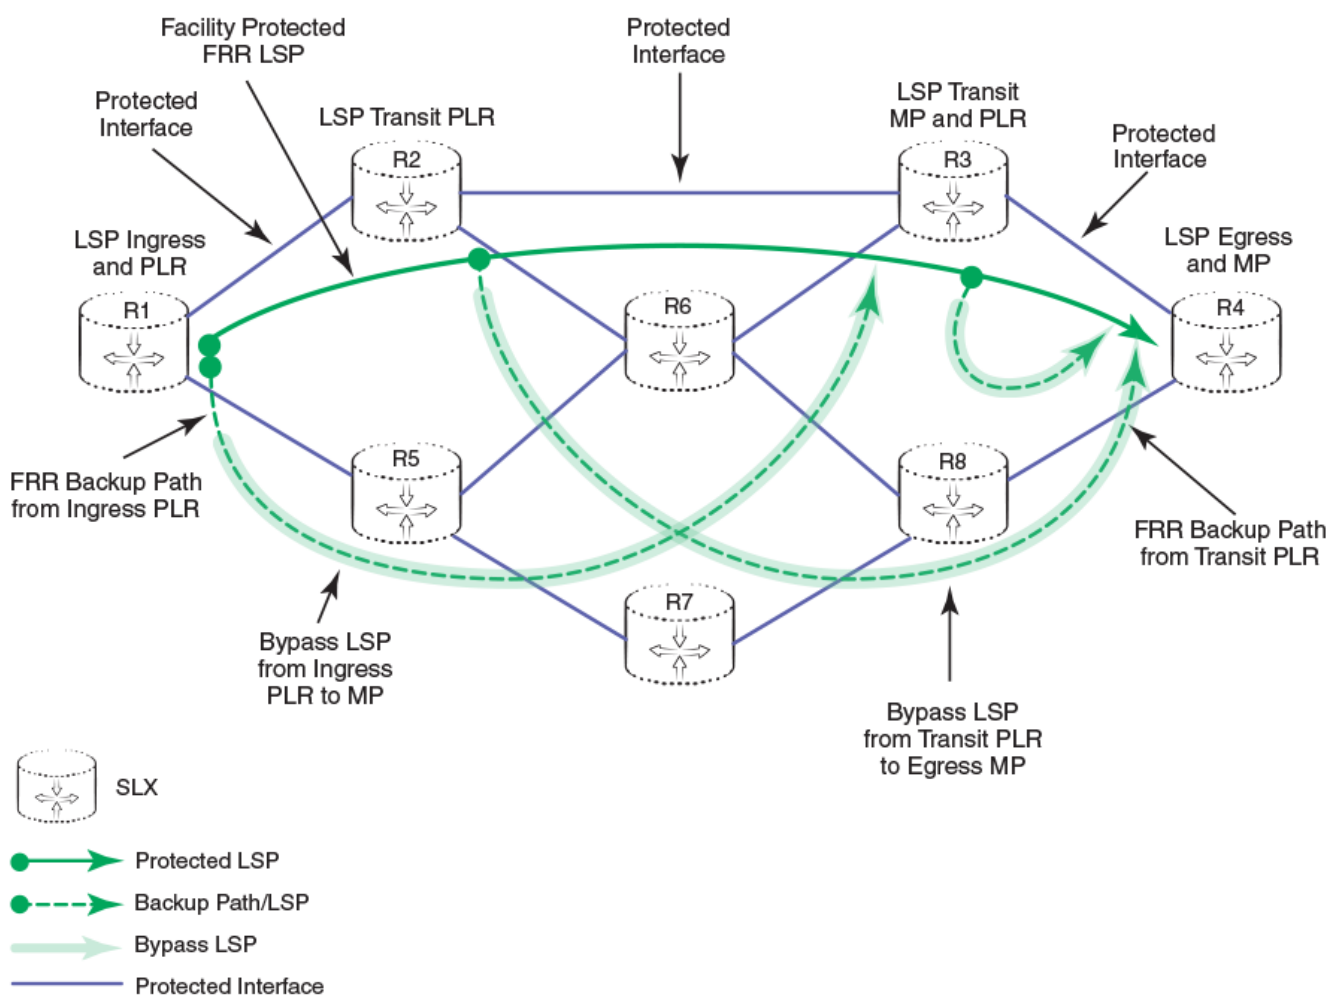 Facility Protected
FRR LSP
Protected
Interface
Protected
Interface
LSP Transit PLR
LSP Transit
MP and PLR
Protected
Interface
R2
R3
LSP Ingress
and PLR
LSP Egress
and MP
R1
R6
R4
R5
R8
FRR Backup Path
from Ingress PLR
FRR Backup Path
from Transit PLR
R7
Bypass LSP
from Ingress
PLR to MP
Bypass LSP
from Transit PLR
to Egress MP
SLX
Protected LSP
Backup Path/LSP
Bypass LSP
Protected Interface